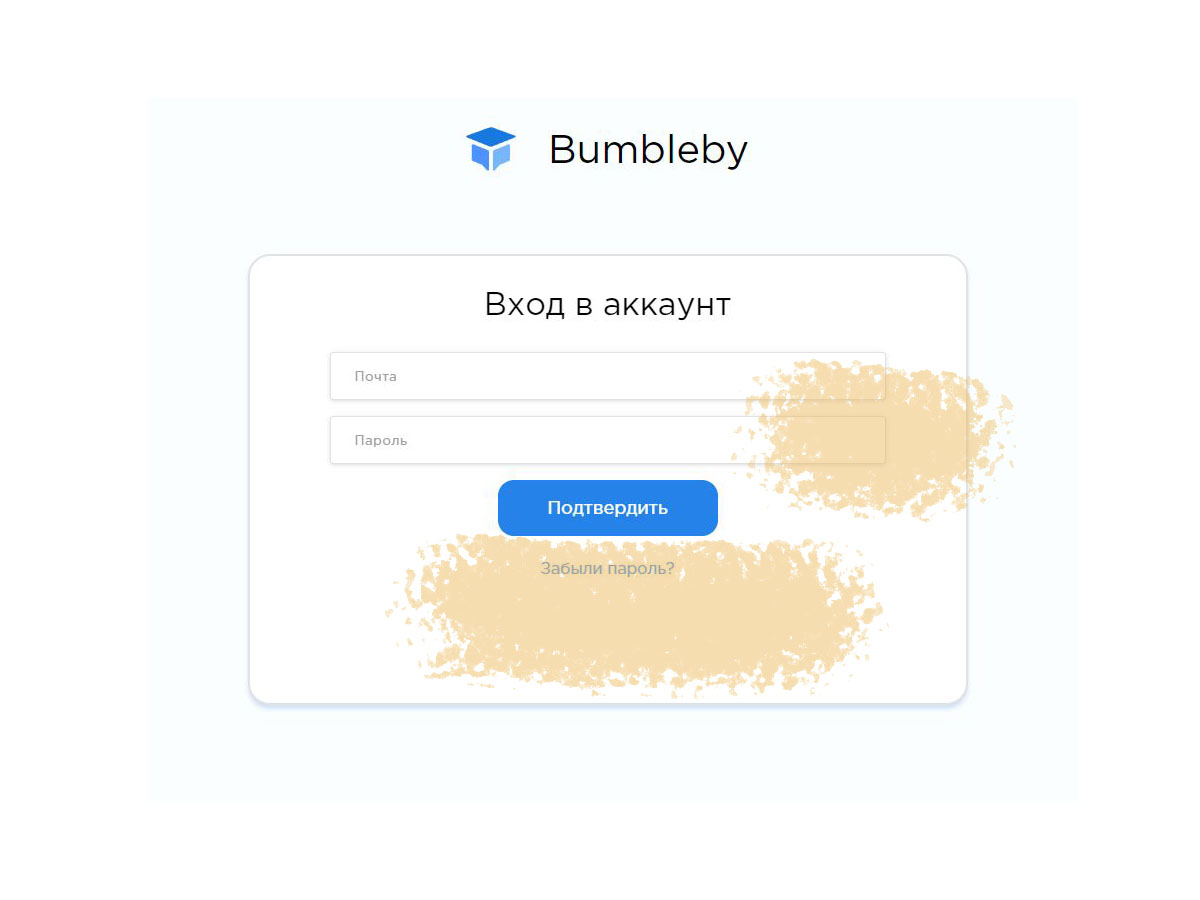 Bumbleby
Вход в аккаунт
Почта
Пароль
Подтвердить
Забыли пароль?